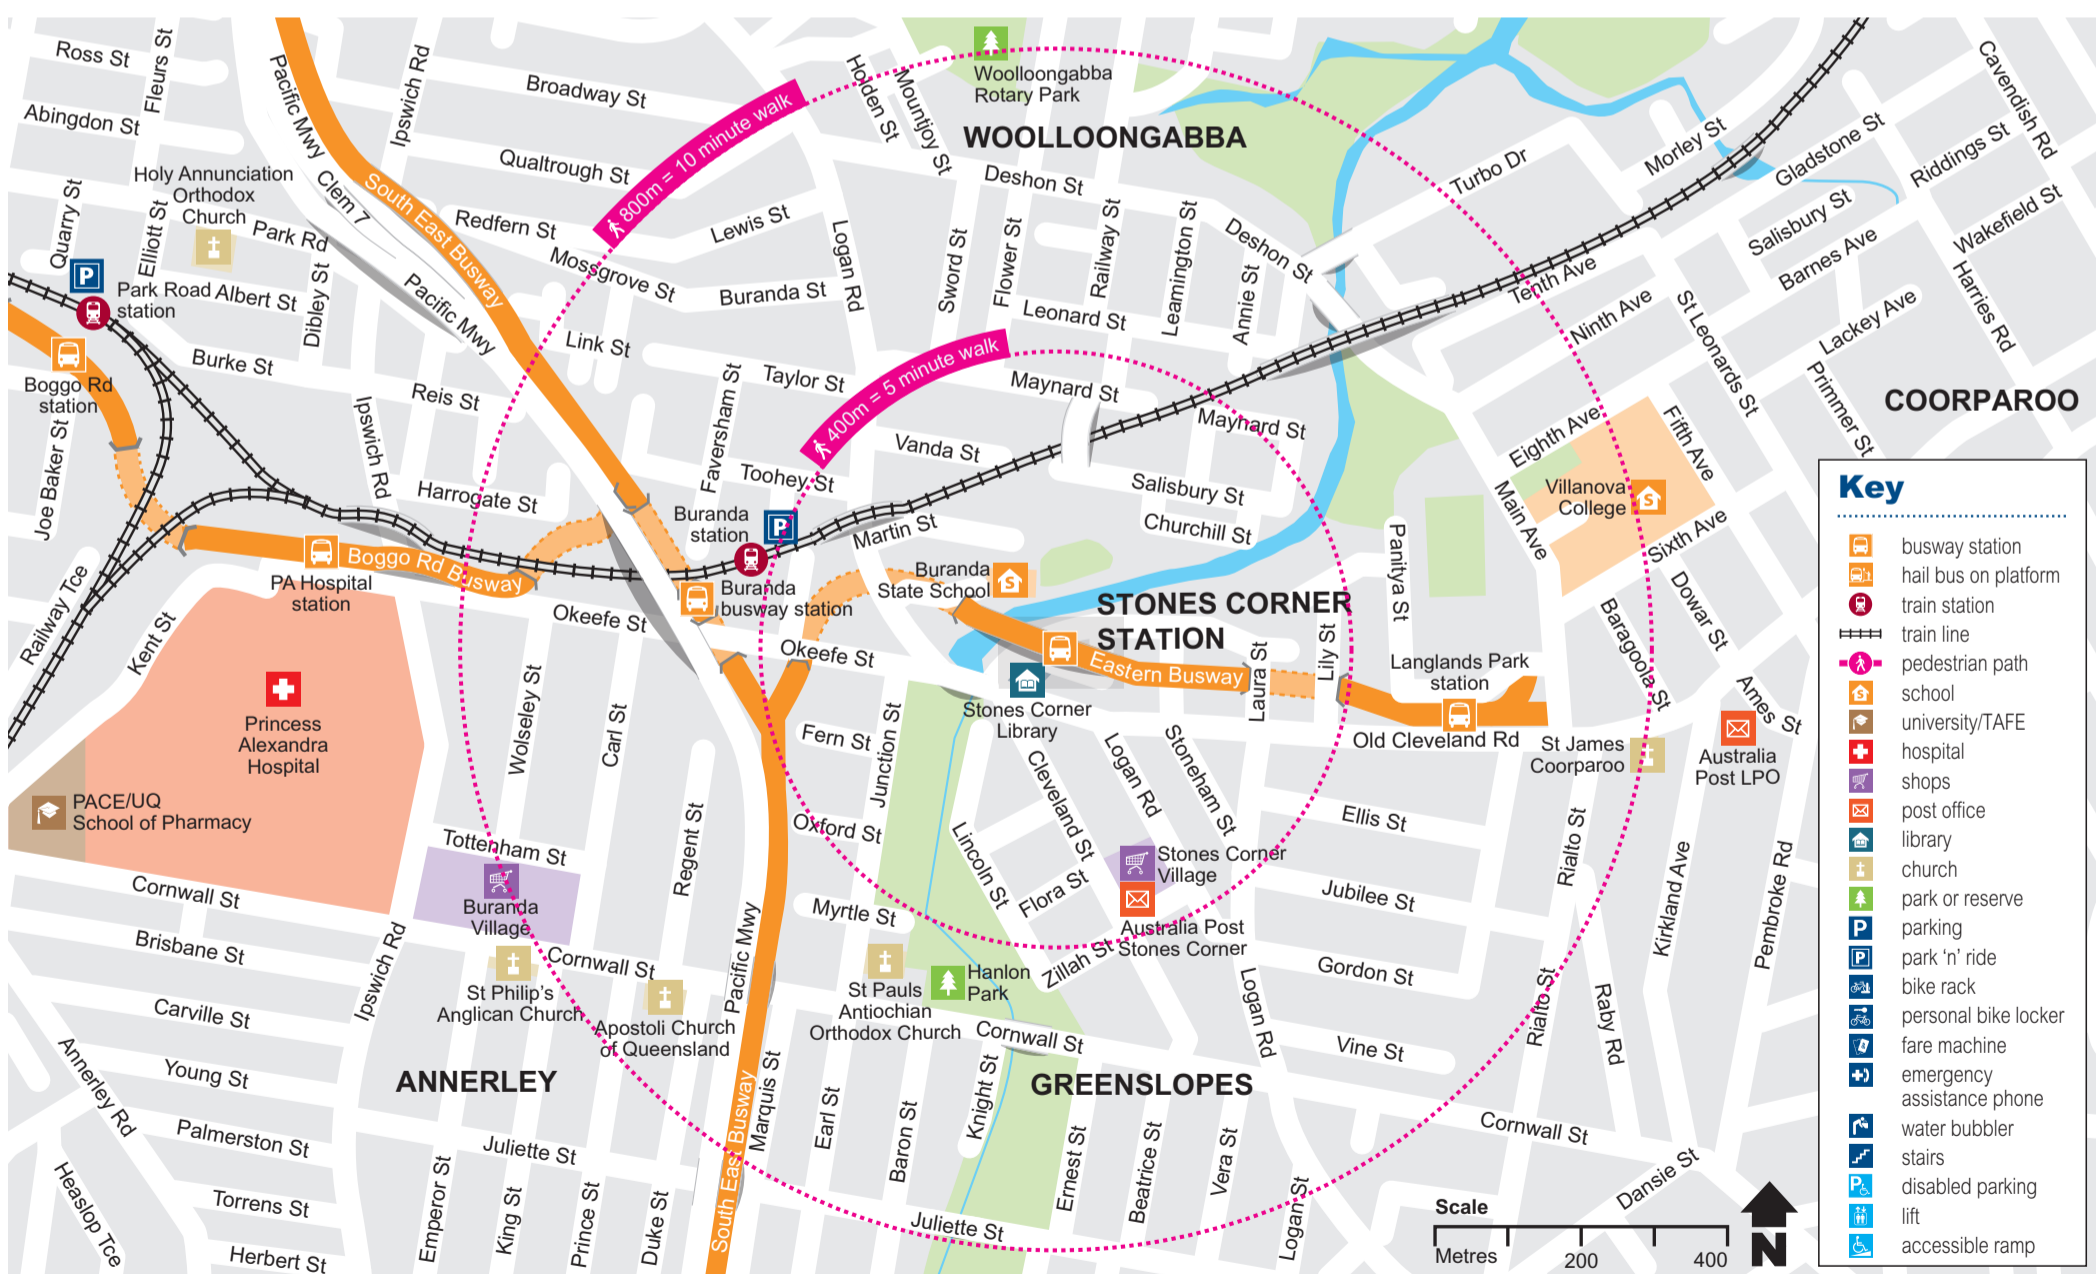 Ross St
Fleurs St
Abingdon St
Pacific Mwy
Ipswich Rd
Broadway St
Qualtrough St
800m = 10 minute walk
Holden St
Mountjoy St
Woolloongabba
Rotary Park
WOOLLOONGABBA
Deshon St
Turbo Dr
Morley St
Gladstone St
Cavendish Rd
Riddings St
Salisbury St
Wakefield St
Barnes Ave
Holy Annunciation
Orthodox
Church
Clem 7
South East Busway
Redfern St
Lewis St
Mossgrove St
Buranda St
Logan Rd
Sword St
Flower St
Railway St
Leamington St
Annie St
Deshon St
Quarry St
Elliott St
Park Rd
Park Road
station
Albert St
Dibley St
Pacific Mwy
Link St
Leonard St
Tenth Ave
Ninth Ave
St Leonards St
Lackey Ave
Harries Rd
Primmer St
COORPAROO
Boggo Rd
station
Burke St
Reis St
Ipswich Rd
Faversham St
Taylor St
400m = 5 minute walk
Maynard St
Maynard St
Vanda St
Toohey St
Salisbury St
Churchill St
Martin St
Eighth Ave
Fifth Ave
Villanova
College
Main Ave
Sixth Ave
Joe Baker St
Harrogate St
Buranda
station
Boggo Rd Busway
PA Hospital
station
Railway Tce
Kent St
Okeefe St
Buranda
busway station
Buranda
State School
STONES CORNER
STATION
Panitya St
Baragoola St
Dowar St
Okeefe St
Eastern Busway
Laura St
Lily St
Langlands Park
station
Ames St
Princess
Alexandra
Hospital
Wolseley St
Carl St
Fern St
Junction St
Stones Corner
Library
Cleveland St
Logan Rd
Stoneham St
Old Cleveland Rd
St James
Coorparoo
Australia
Post LPO
PACE/UQ
School of Pharmacy
Tottenham St
Regent St
Oxford St
Lincoln St
Flora St
Stones Corner
Village
Ellis St
Rialto St
Kirkland Ave
Pembroke Rd
Cornwall St
Buranda
Village
Myrtle St
Australia Post
Stones Corner
Jubilee St
Brisbane St
Ipswich Rd
Cornwall St
Pacific Mwy
Zillah St
Gordon St
St Philip's
Anglican Church
Apostoli Church
of Queensland
St Pauls
Antiochian
Orthodox Church
Hanlon
Park
Logan Rd
Rialto St
Raby Rd
Carville St
Cornwall St
Vine St
Annerley Rd
Young St
ANNERLEY
GREENSLOPES
Marquis St
Earl St
Baron St
Knight St
Palmerston St
Juliette St
Cornwall St
Ernest St
Beatrice St
Vera St
Dansie St
Heaslop Tce
Torrens St
Emperor St
King St
Prince St
Duke St
South East Busway
Juliette St
Logan St
Herbert St
Scale
Metres 200 400
N
Key
busway station
hail bus on platform
train station
train line
pedestrian path
school
university/TAFE
hospital
shops
post office
library
church
park or reserve
parking
park 'n' ride
bike rack
personal bike locker
fare machine
emergency
assistance phone
water bubbler
stairs
disabled parking
lift
accessible ramp